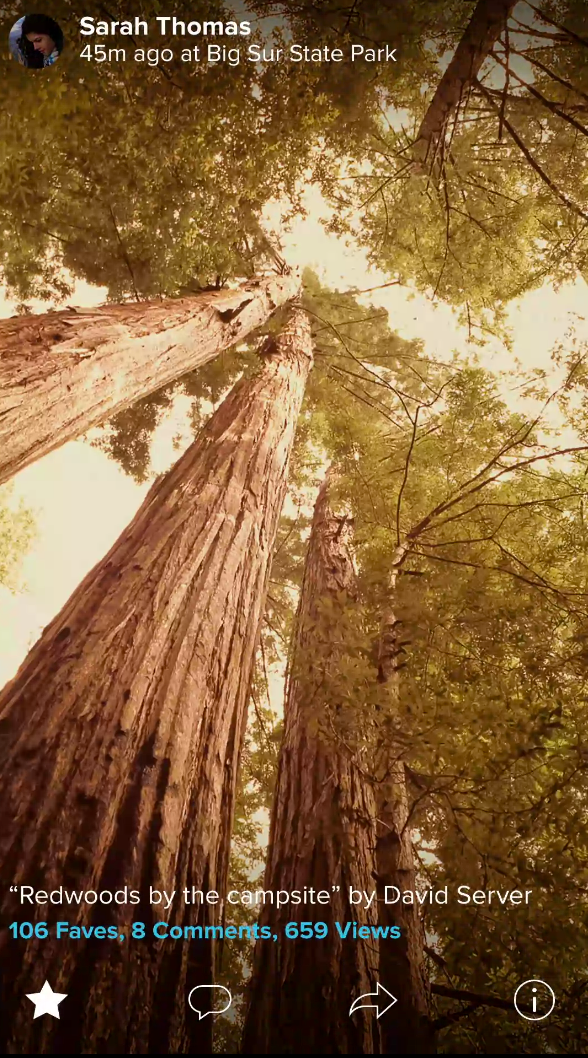 Sarah Thomas
45m ago at Big Sur State Park
“Redwoods by the campsite” by David Server
106 Faves, 8 Comments, 659 Views